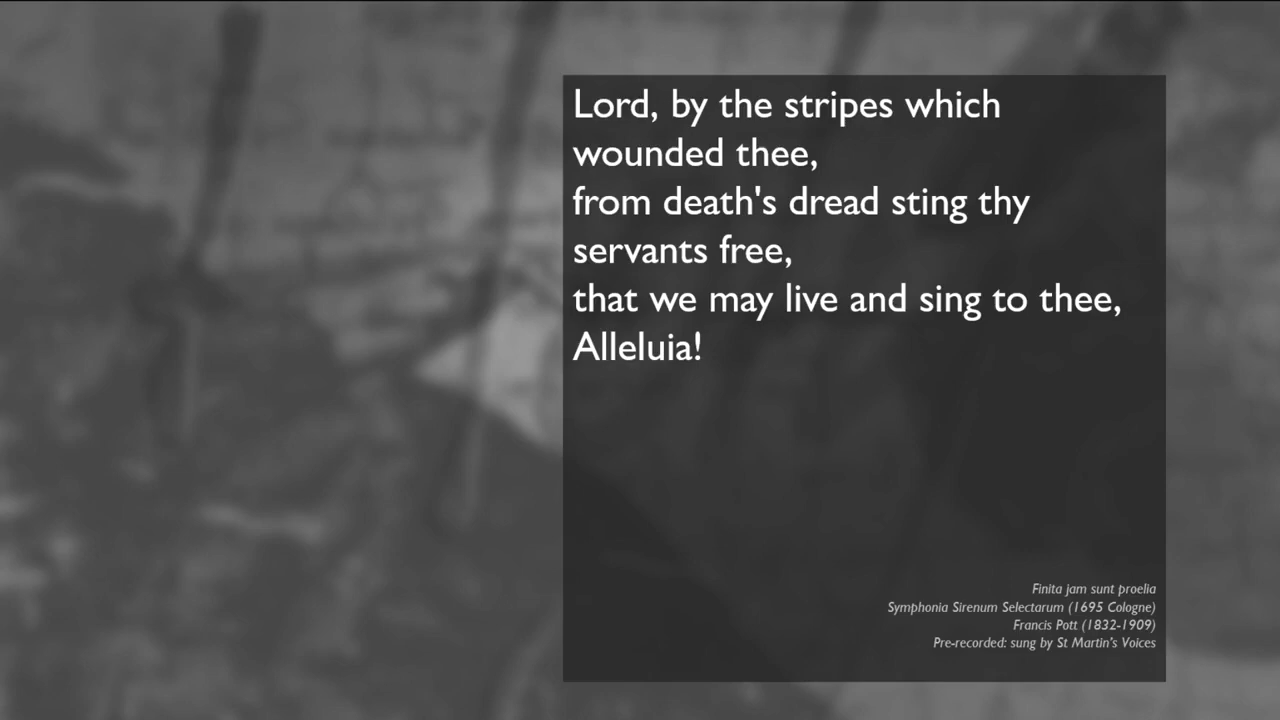 Lord, by the stripes which
wounded thee,
from death's dread sting thy
servants free,
that we may live and sing to thee,
Alleluia!
Finita jam sunt proelia
Symphonia Sirenum Selectarum (1695 Cologne)
Francis Pott (1832-1909)
Pre-recorded: sung by St Martin's Voices